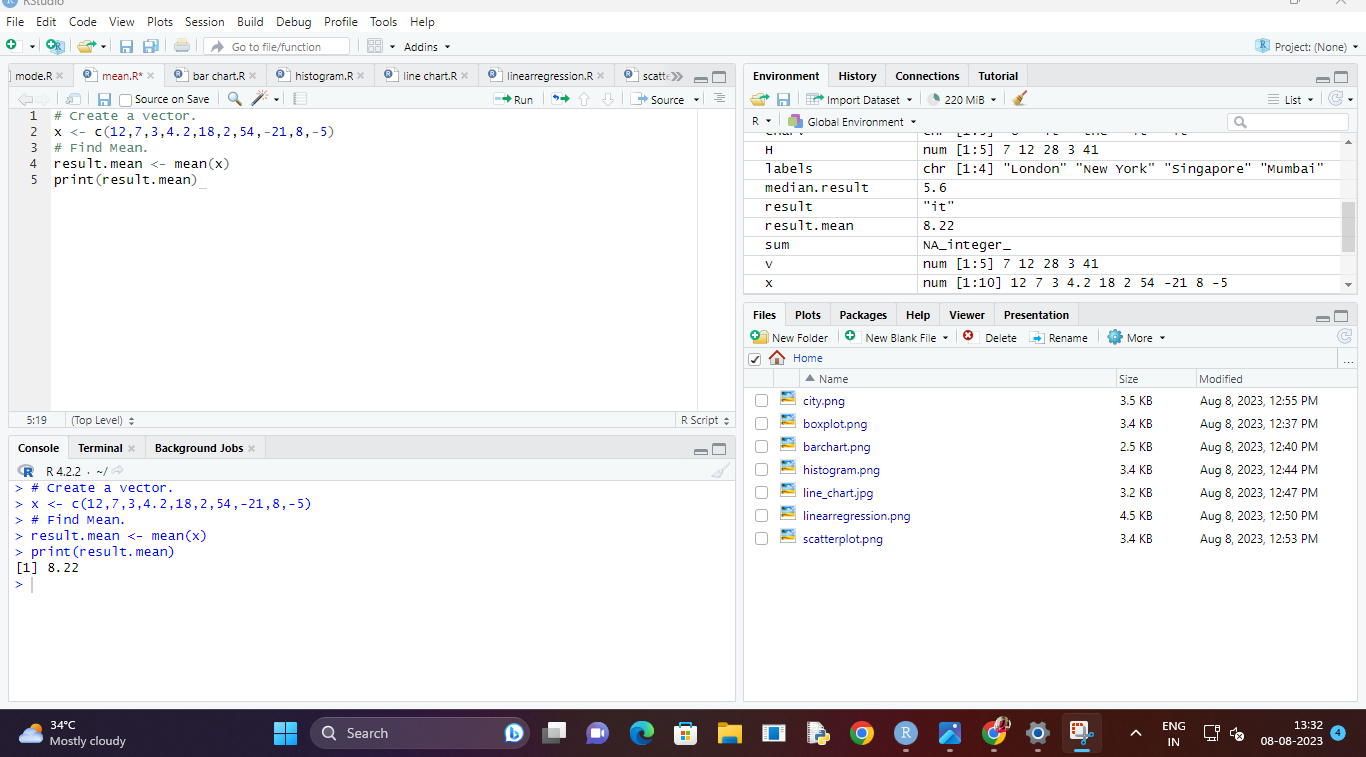 RStudio
File Edit Code View Plots Session Build Debug Profile Tools Help
Go to file/function Addins Project: (None)
mode.R mean.R* bar chart.R histogram.R line chart.R linearregression.R
Source on Save Run Source
1 # Create a vector.
2 x <- c(12,7,3,4.2,18,2,54,-21,8,-5)
3 # Find Mean.
4 result.mean <- mean(x)
5 print(result.mean)
5:19 (Top Level) R Script
Console Terminal Background Jobs
R 4.2.2 · ~/
> # Create a vector.
> x <- c(12,7,3,4.2,18,2,54,-21,8,-5)
> # Find Mean.
> result.mean <- mean(x)
> print(result.mean)
[1] 8.22
>
Environment History Connections Tutorial
Import Dataset 220 MiB List
R Global Environment
H num [1:5] 7 12 28 3 41
labels chr [1:4] "London" "New York" "Singapore" "Mumbai"
median.result 5.6
result "it"
result.mean 8.22
sum NA_integer_
v num [1:5] 7 12 28 3 41
x num [1:10] 12 7 3 4.2 18 2 54 -21 8 -5
Files Plots Packages Help Viewer Presentation
New Folder New Blank File Delete Rename More
Home ...
Name Size Modified
city.png 3.5 KB Aug 8, 2023, 12:55 PM
boxplot.png 3.4 KB Aug 8, 2023, 12:37 PM
barchart.png 2.5 KB Aug 8, 2023, 12:40 PM
histogram.png 3.4 KB Aug 8, 2023, 12:44 PM
line_chart.jpg 3.2 KB Aug 8, 2023, 12:47 PM
linearregression.png 4.5 KB Aug 8, 2023, 12:50 PM
scatterplot.png 3.4 KB Aug 8, 2023, 12:53 PM
34°C
Mostly cloudy
Search
ENG
IN
13:32
08-08-2023
4